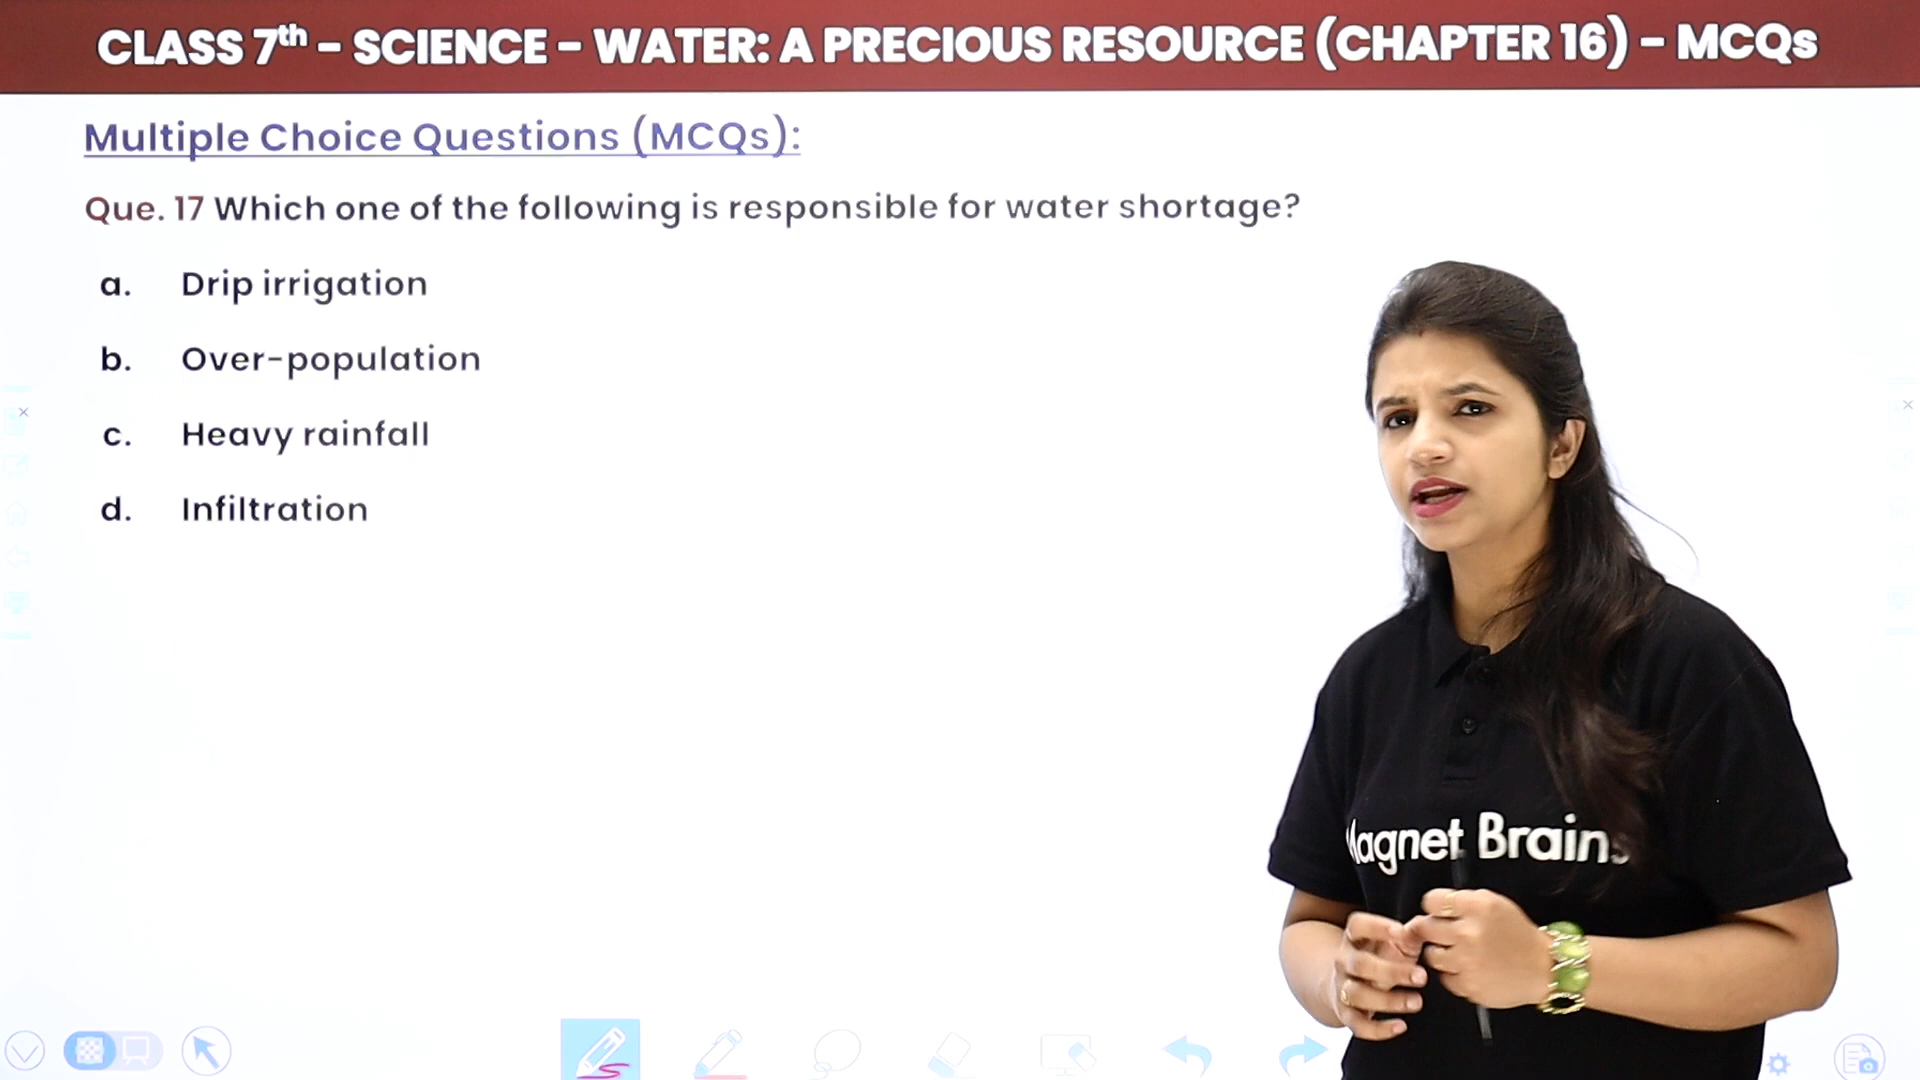 CLASS 7th - SCIENCE - WATER: A PRECIOUS RESOURCE (CHAPTER 16) - MCQs
Multiple Choice Questions (MCQs):
Que. 17 Which one of the following is responsible for water shortage?
a. Drip irrigation
b. Over-population
c. Heavy rainfall
d. Infiltration
Magnet Brains